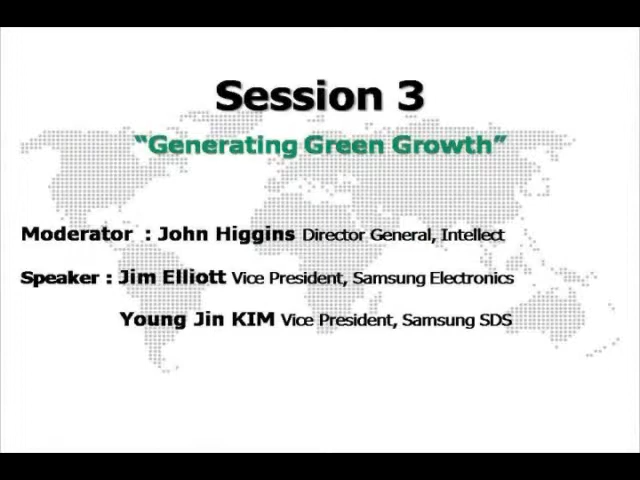 Session 3
“Generating Green Growth”
Moderator : John Higgins Director General, Intellect
Speaker : Jim Elliott Vice President, Samsung Electronics
Young Jin KIM Vice President, Samsung SDS